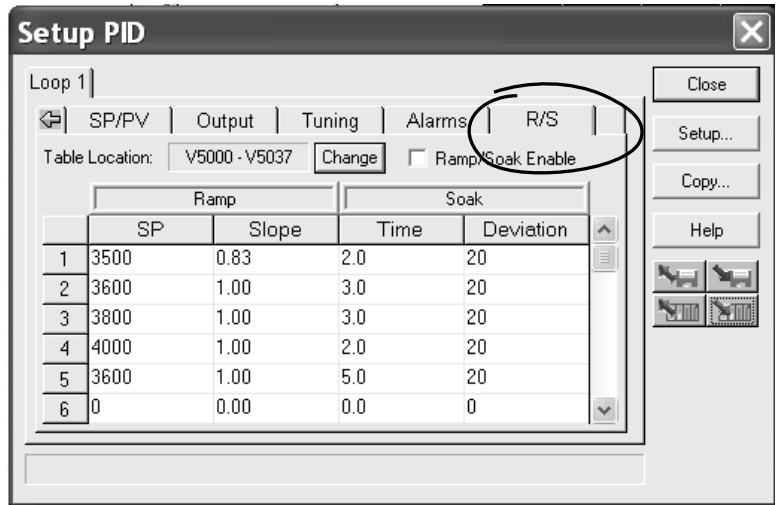 Setup PID
Loop 1
SP/PV Output Tuning Alarms R/S
Table Location: V5000 - V5037 Change Ramp/Soak Enable
Ramp Soak
SP Slope Time Deviation
1 3500 0.83 2.0 20
2 3600 1.00 3.0 20
3 3800 1.00 3.0 20
4 4000 1.00 2.0 20
5 3600 1.00 5.0 20
6 0 0.00 0.0 0
Close
Setup...
Copy...
Help